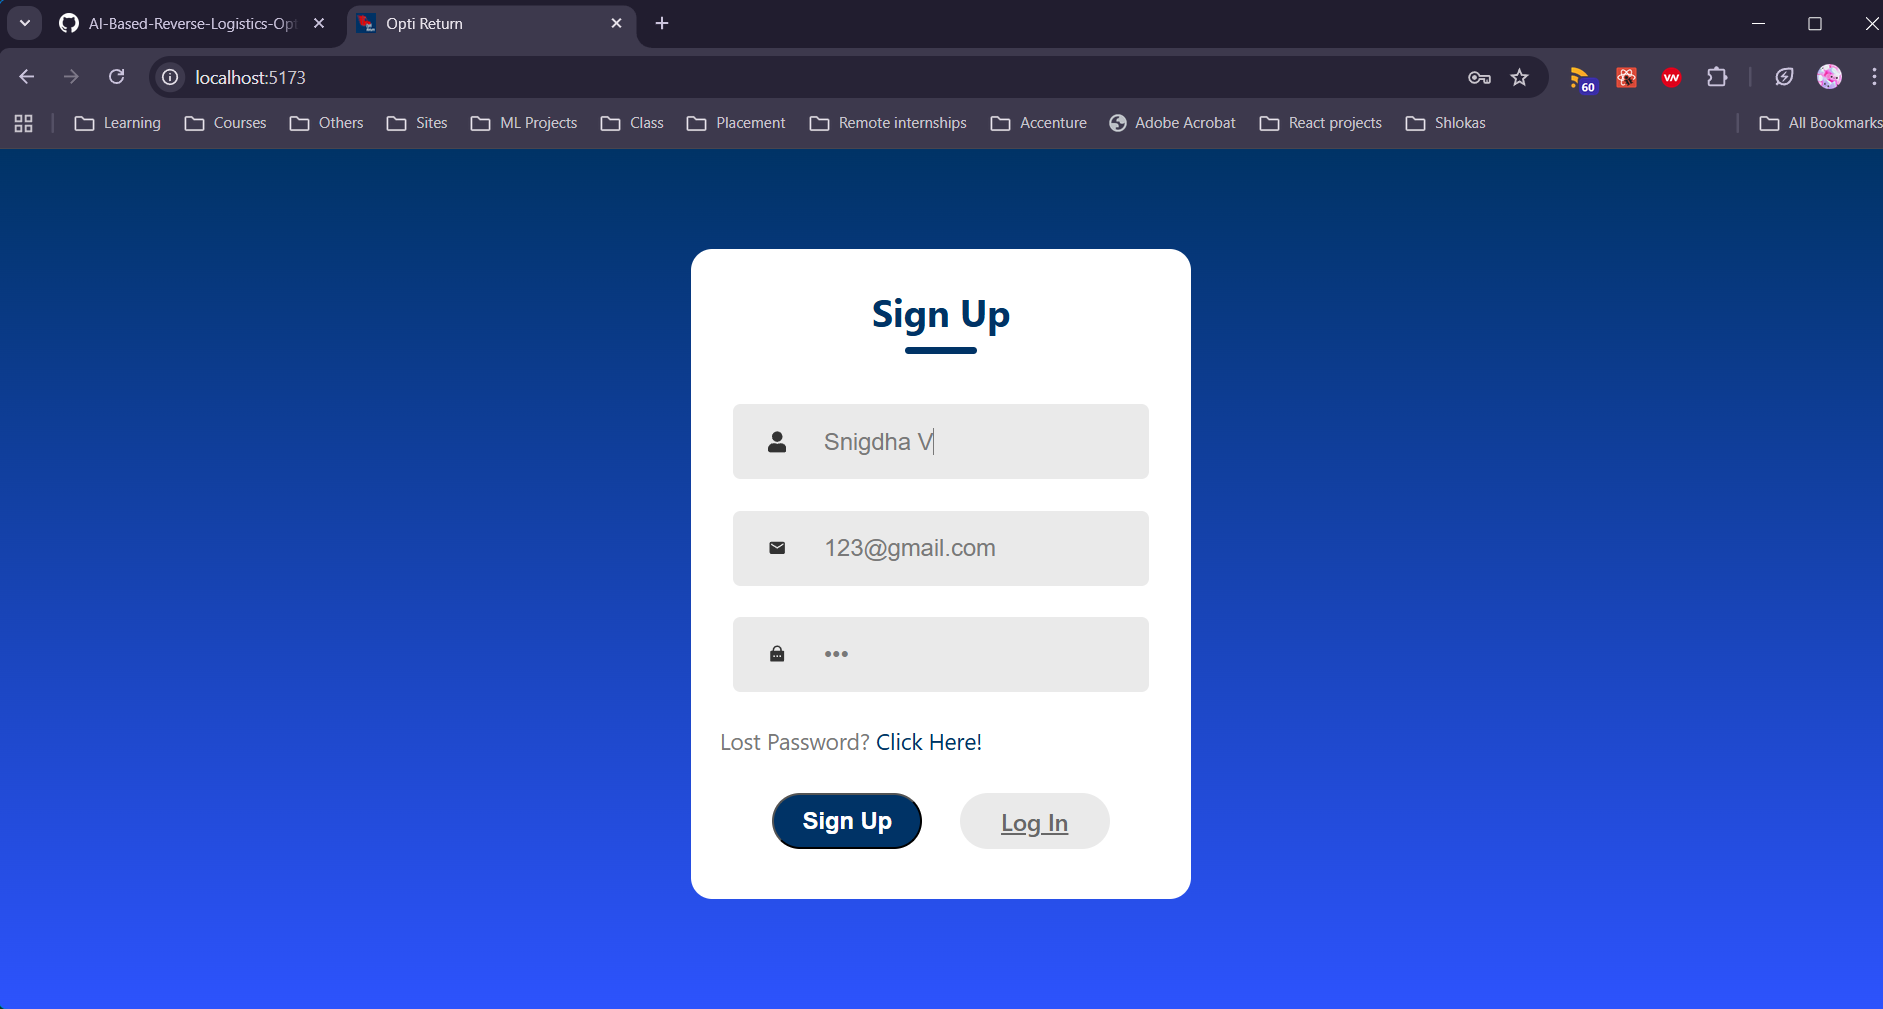 AI-Based-Reverse-Logistics-Opt
Opti Return
localhost:5173
60
Learning
Courses
Others
Sites
ML Projects
Class
Placement
Remote internships
Accenture
Adobe Acrobat
React projects
Shlokas
All Bookmarks
Sign Up
Snigdha V
123@gmail.com
•••
Lost Password? Click Here!
Sign Up
Log In